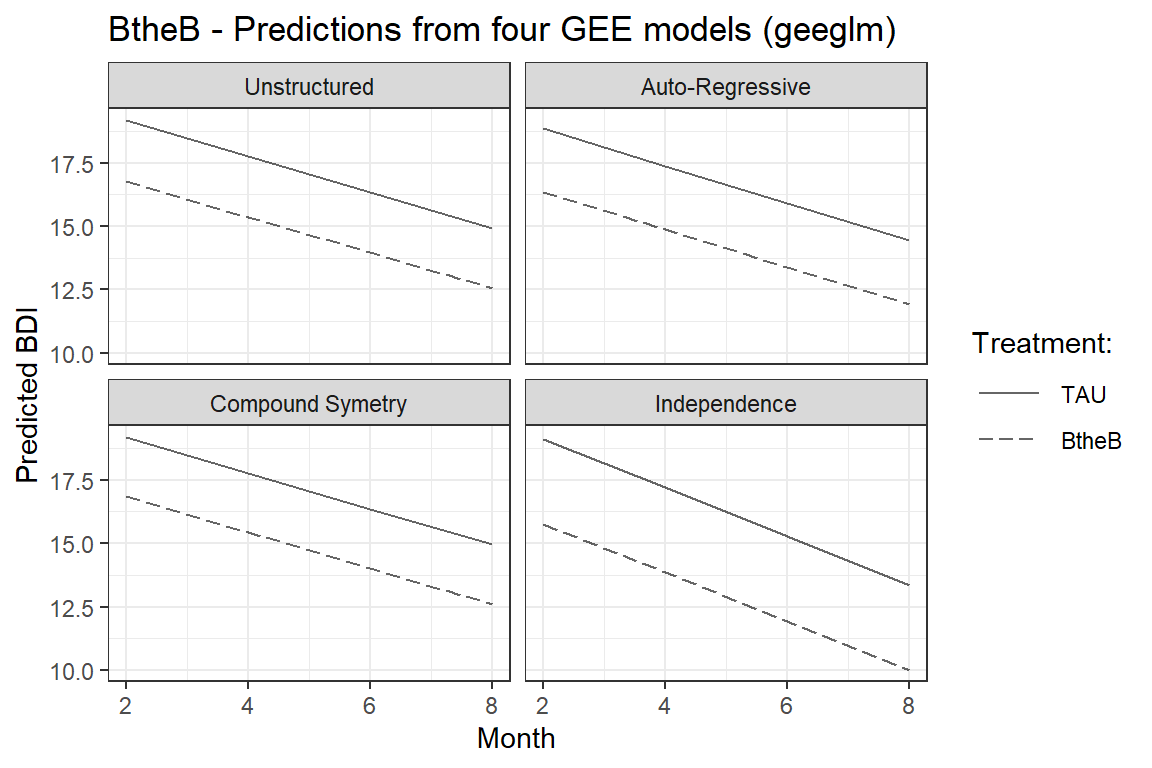 BtheB - Predictions from four GEE models (geeglm)
Unstructured
Auto-Regressive
17.5
15.0
12.5
10.0
Compound Symetry
Independence
17.5
15.0
12.5
10.0
2 4 6 8
2 4 6 8
Predicted BDI
Month
Treatment:
TAU
BtheB